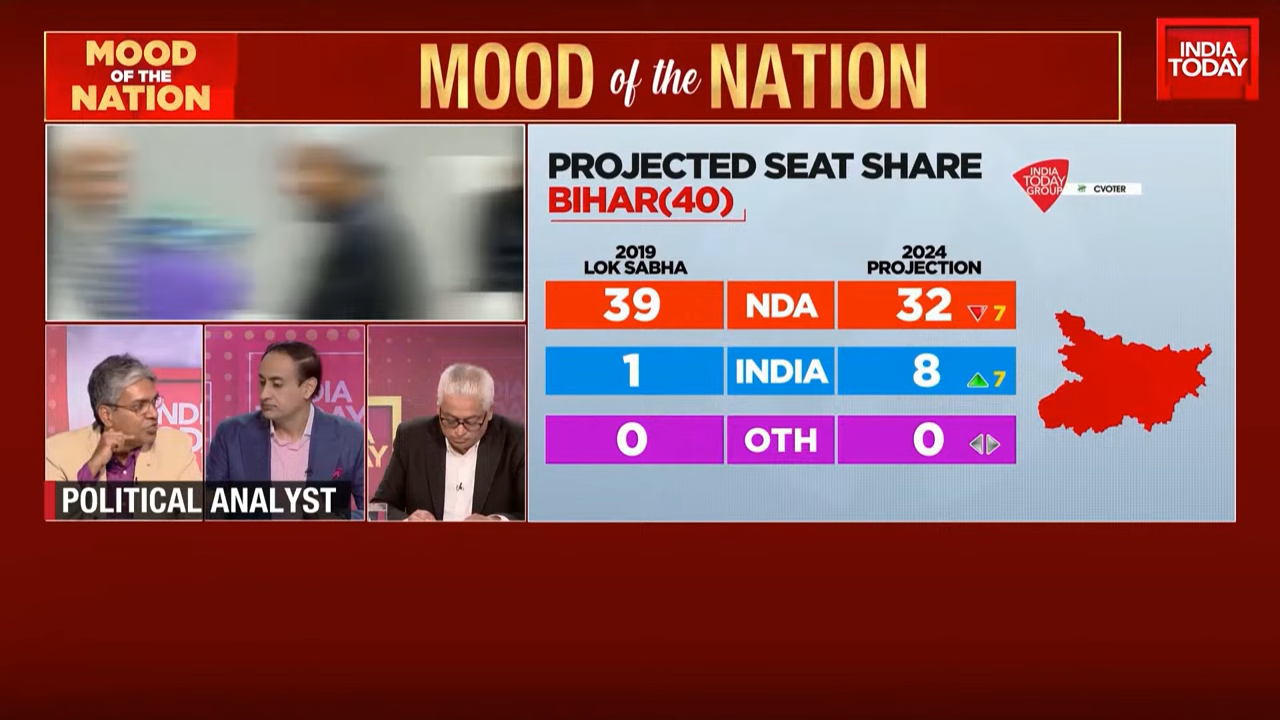 MOOD
OF THE
NATION
MOOD of the NATION
INDIA
TODAY
PROJECTED SEAT SHARE
BIHAR(40)
INDIA
TODAY
GROUP
CVOTER
2019
LOK SABHA
2024
PROJECTION
39 NDA 32 7
1 INDIA 8 7
0 OTH 0
POLITICAL ANALYST